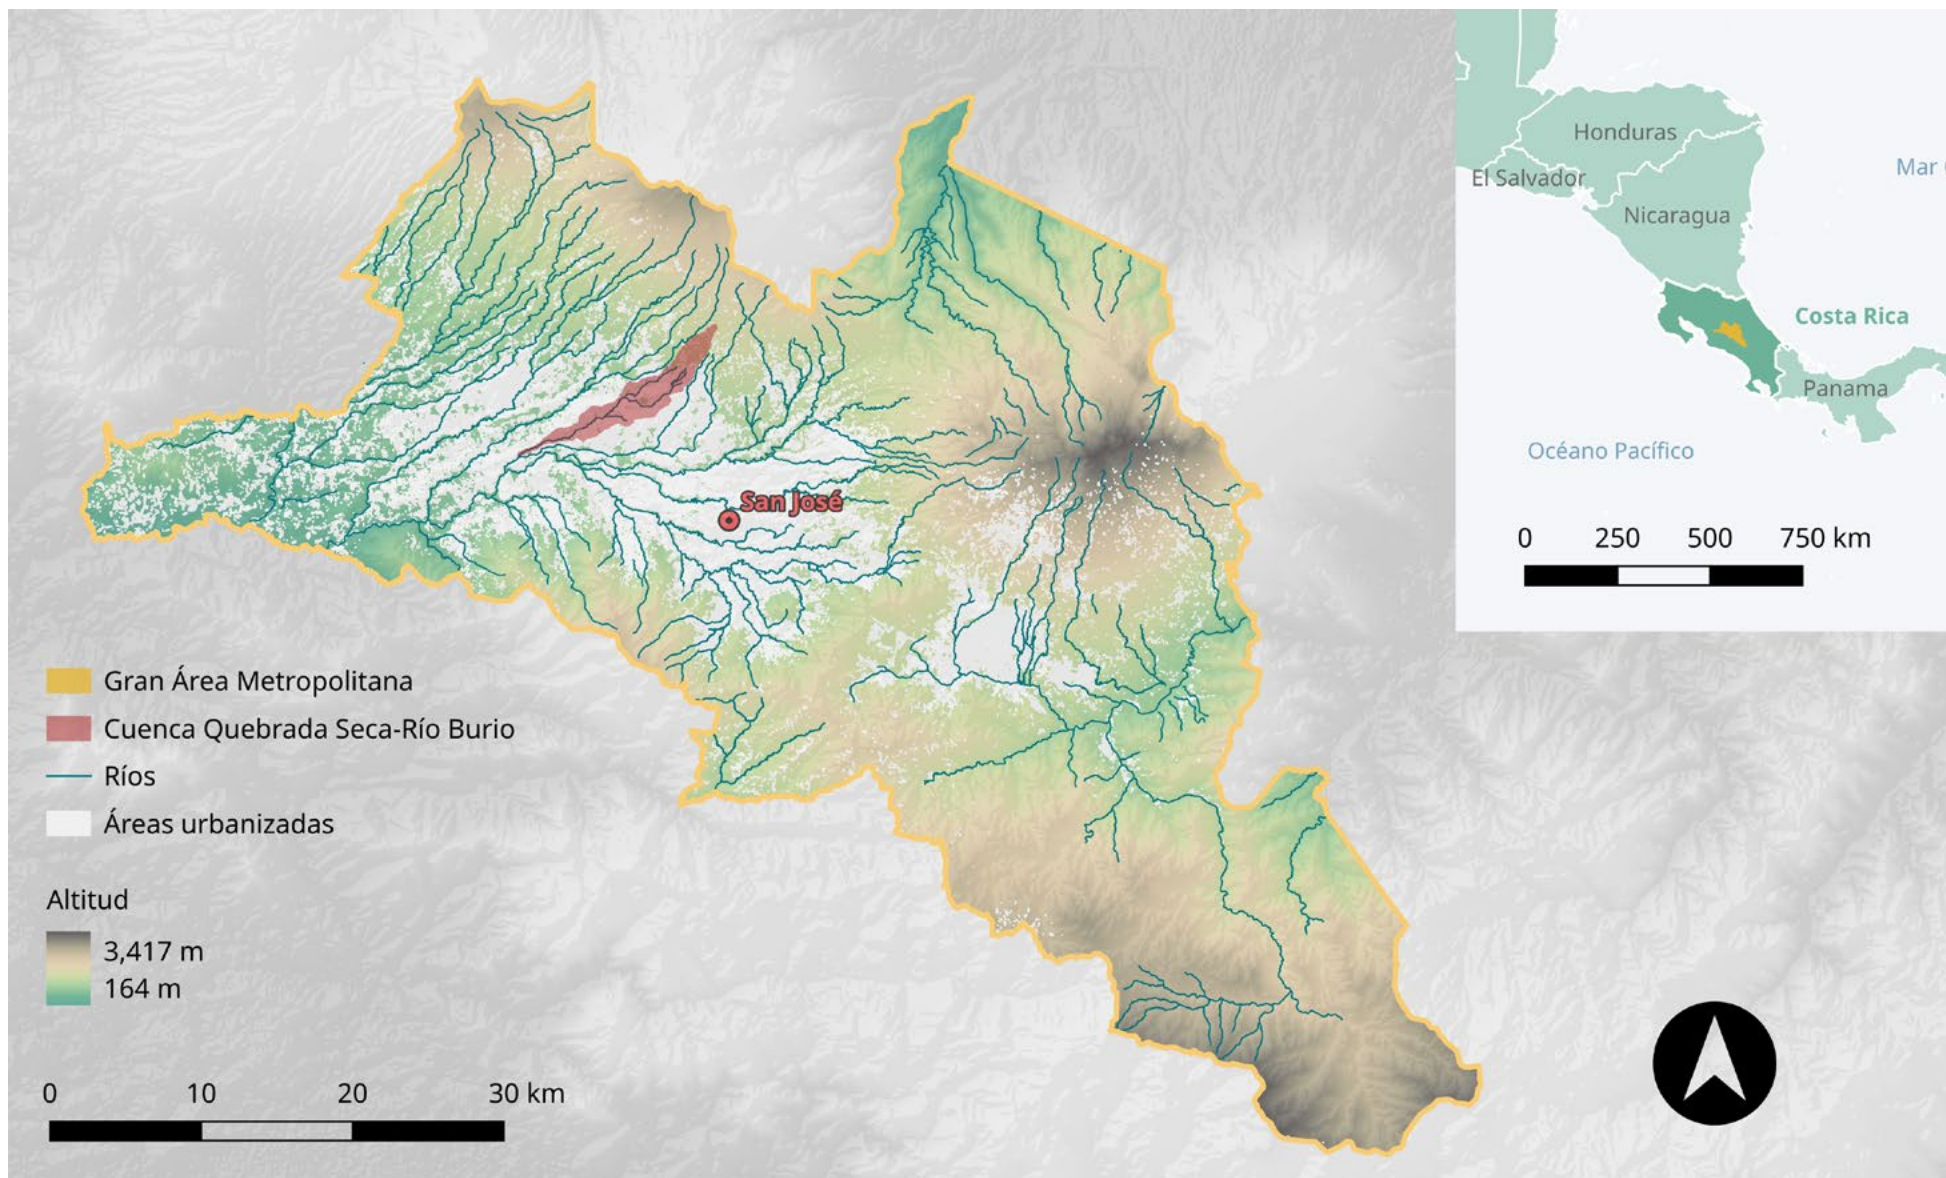 Honduras
Mar
El Salvador
Nicaragua
Costa Rica
Panama
Océano Pacífico
0 250 500 750 km
San José
Gran Área Metropolitana
Cuenca Quebrada Seca-Río Burio
Ríos
Áreas urbanizadas
Altitud
3,417 m
164 m
0 10 20 30 km